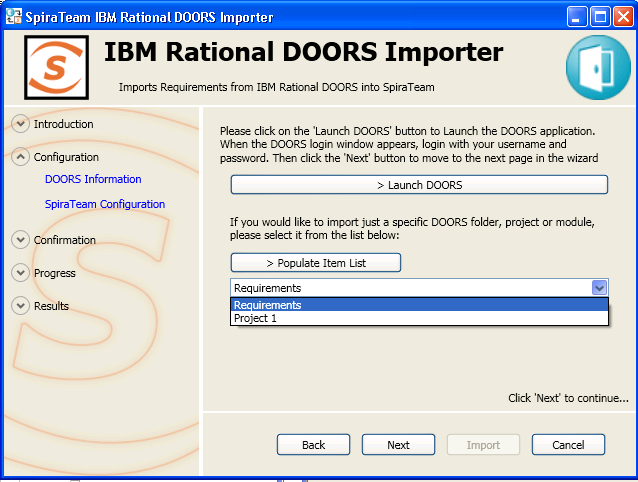 SpiraTeam IBM Rational DOORS Importer
S
IBM Rational DOORS Importer
Imports Requirements from IBM Rational DOORS into SpiraTeam
Introduction
Configuration
DOORS Information
SpiraTeam Configuration
Confirmation
Progress
Results
Please click on the 'Launch DOORS' button to Launch the DOORS application.
When the DOORS login window appears, login with your username and
password. Then click the 'Next' button to move to the next page in the wizard
> Launch DOORS
If you would like to import just a specific DOORS folder, project or module,
please select it from the list below:
> Populate Item List
Requirements
Requirements
Project 1
Click 'Next' to continue...
Back
Next
Import
Cancel